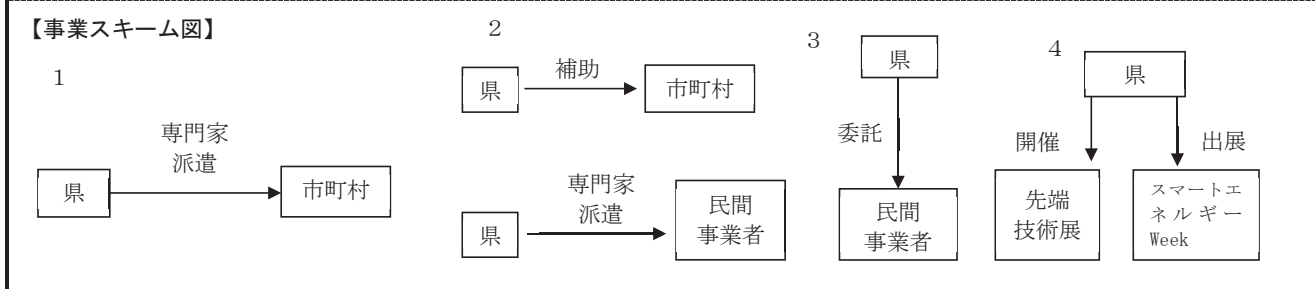 【事業スキーム図】
1
県
専門家
派遣
市町村
2
県
補助
市町村
県
専門家
派遣
民間
事業者
3
県
委託
民間
事業者
4
県
開催
出展
先端
技術展
スマートエ
ネルギー
Week